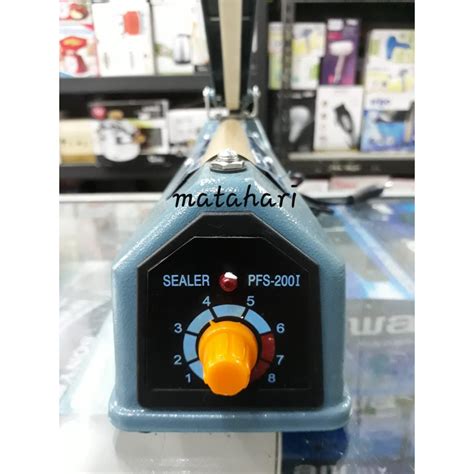 matahari
SEALER PFS-200I
4 5
3 6
2 7
1 8